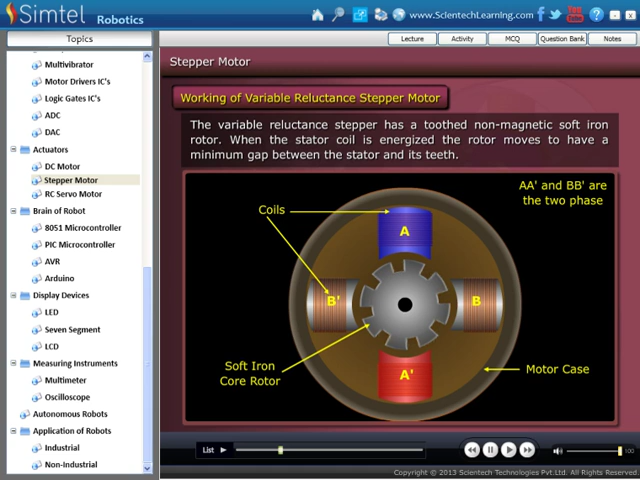 Simtel Robotics
www.ScientechLearning.com
Topics
Lecture
Activity
MCQ
Question Bank
Notes
Multivibrator
Motor Drivers IC's
Logic Gates IC's
ADC
DAC
Actuators
DC Motor
Stepper Motor
RC Servo Motor
Brain of Robot
8051 Microcontroller
PIC Microcontroller
AVR
Arduino
Display Devices
LED
Seven Segment
LCD
Measuring Instruments
Multimeter
Oscilloscope
Autonomous Robots
Application of Robots
Industrial
Non-Industrial
Stepper Motor
Working of Variable Reluctance Stepper Motor
The variable reluctance stepper has a toothed non-magnetic soft iron
rotor. When the stator coil is energized the rotor moves to have a
minimum gap between the stator and its teeth.
AA' and BB' are
the two phase
Coils
A
B'
B
A'
Soft Iron
Core Rotor
Motor Case
List
100
Copyright © 2013 Scientech Technologies Pvt.Ltd. All Rights Reserved.